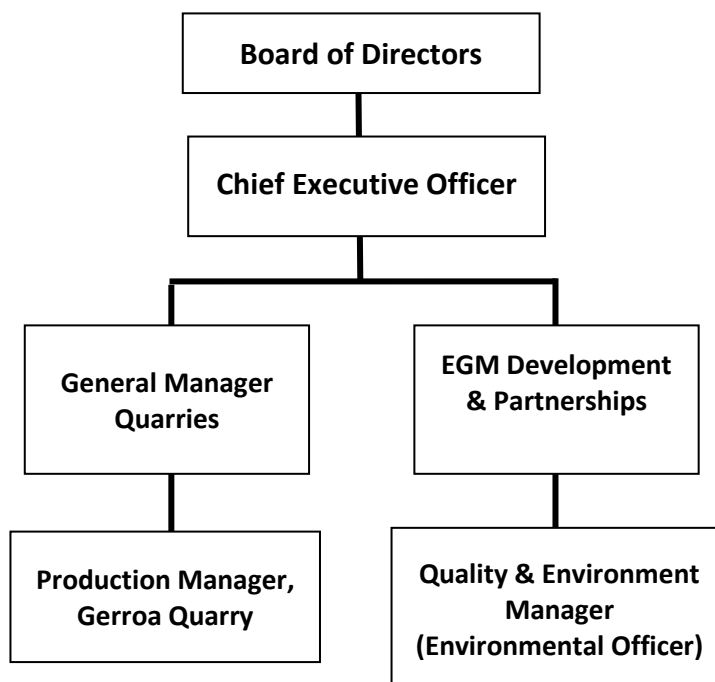 Board of Directors
Chief Executive Officer
General Manager
Quarries
EGM Development
& Partnerships
Production Manager,
Gerroa Quarry
Quality & Environment
Manager
(Environmental Officer)